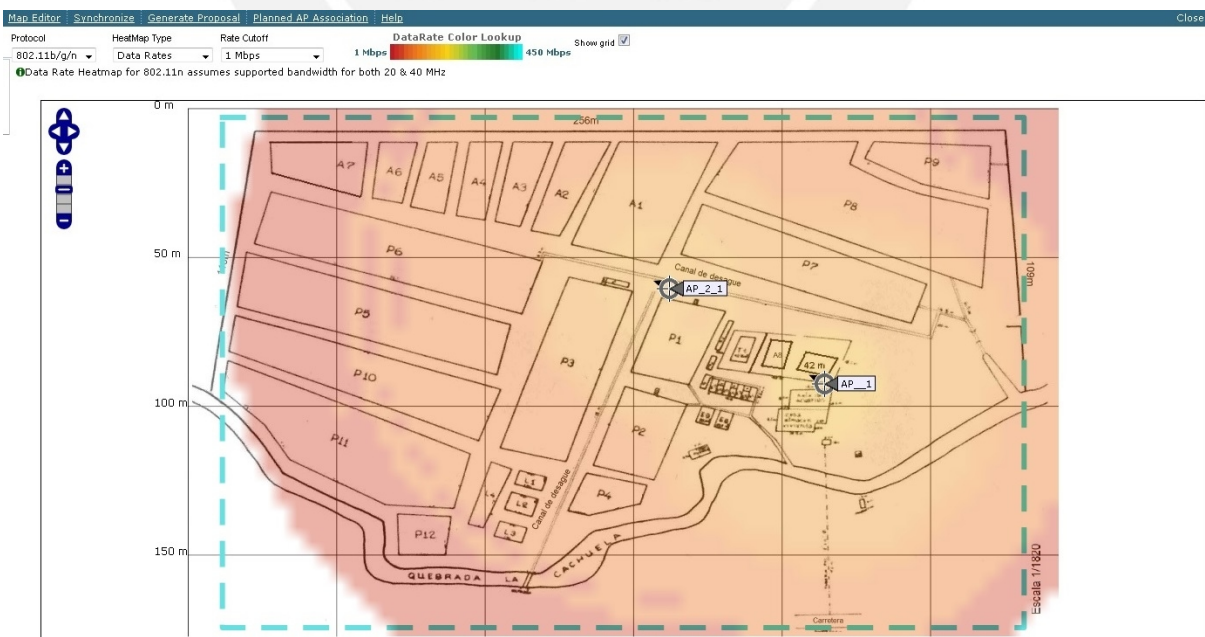 Map Editor Synchronize Generate Proposal Planned AP Association Help Close
Protocol HeatMap Type Rate Cutoff DataRate Color Lookup Show grid
802.11b/g/n Data Rates 1 Mbps 1 Mbps 450 Mbps
Data Rate Heatmap for 802.11n assumes supported bandwidth for both 20 & 40 MHz
0 m
256m
A7
A6
A5
A4
A3
A2
A1
P9
P8
50 m
P6
P7
109m
Canal de desague
AP_2_1
P5
P1
P3
A8
42 m
P10
AP__1
100 m
P11
P2
L1
L2
L3
L4
P4
Canal de desague
P12
150 m
QUEBRADA LA CACHUELA
Escala 1/1820
Carretera